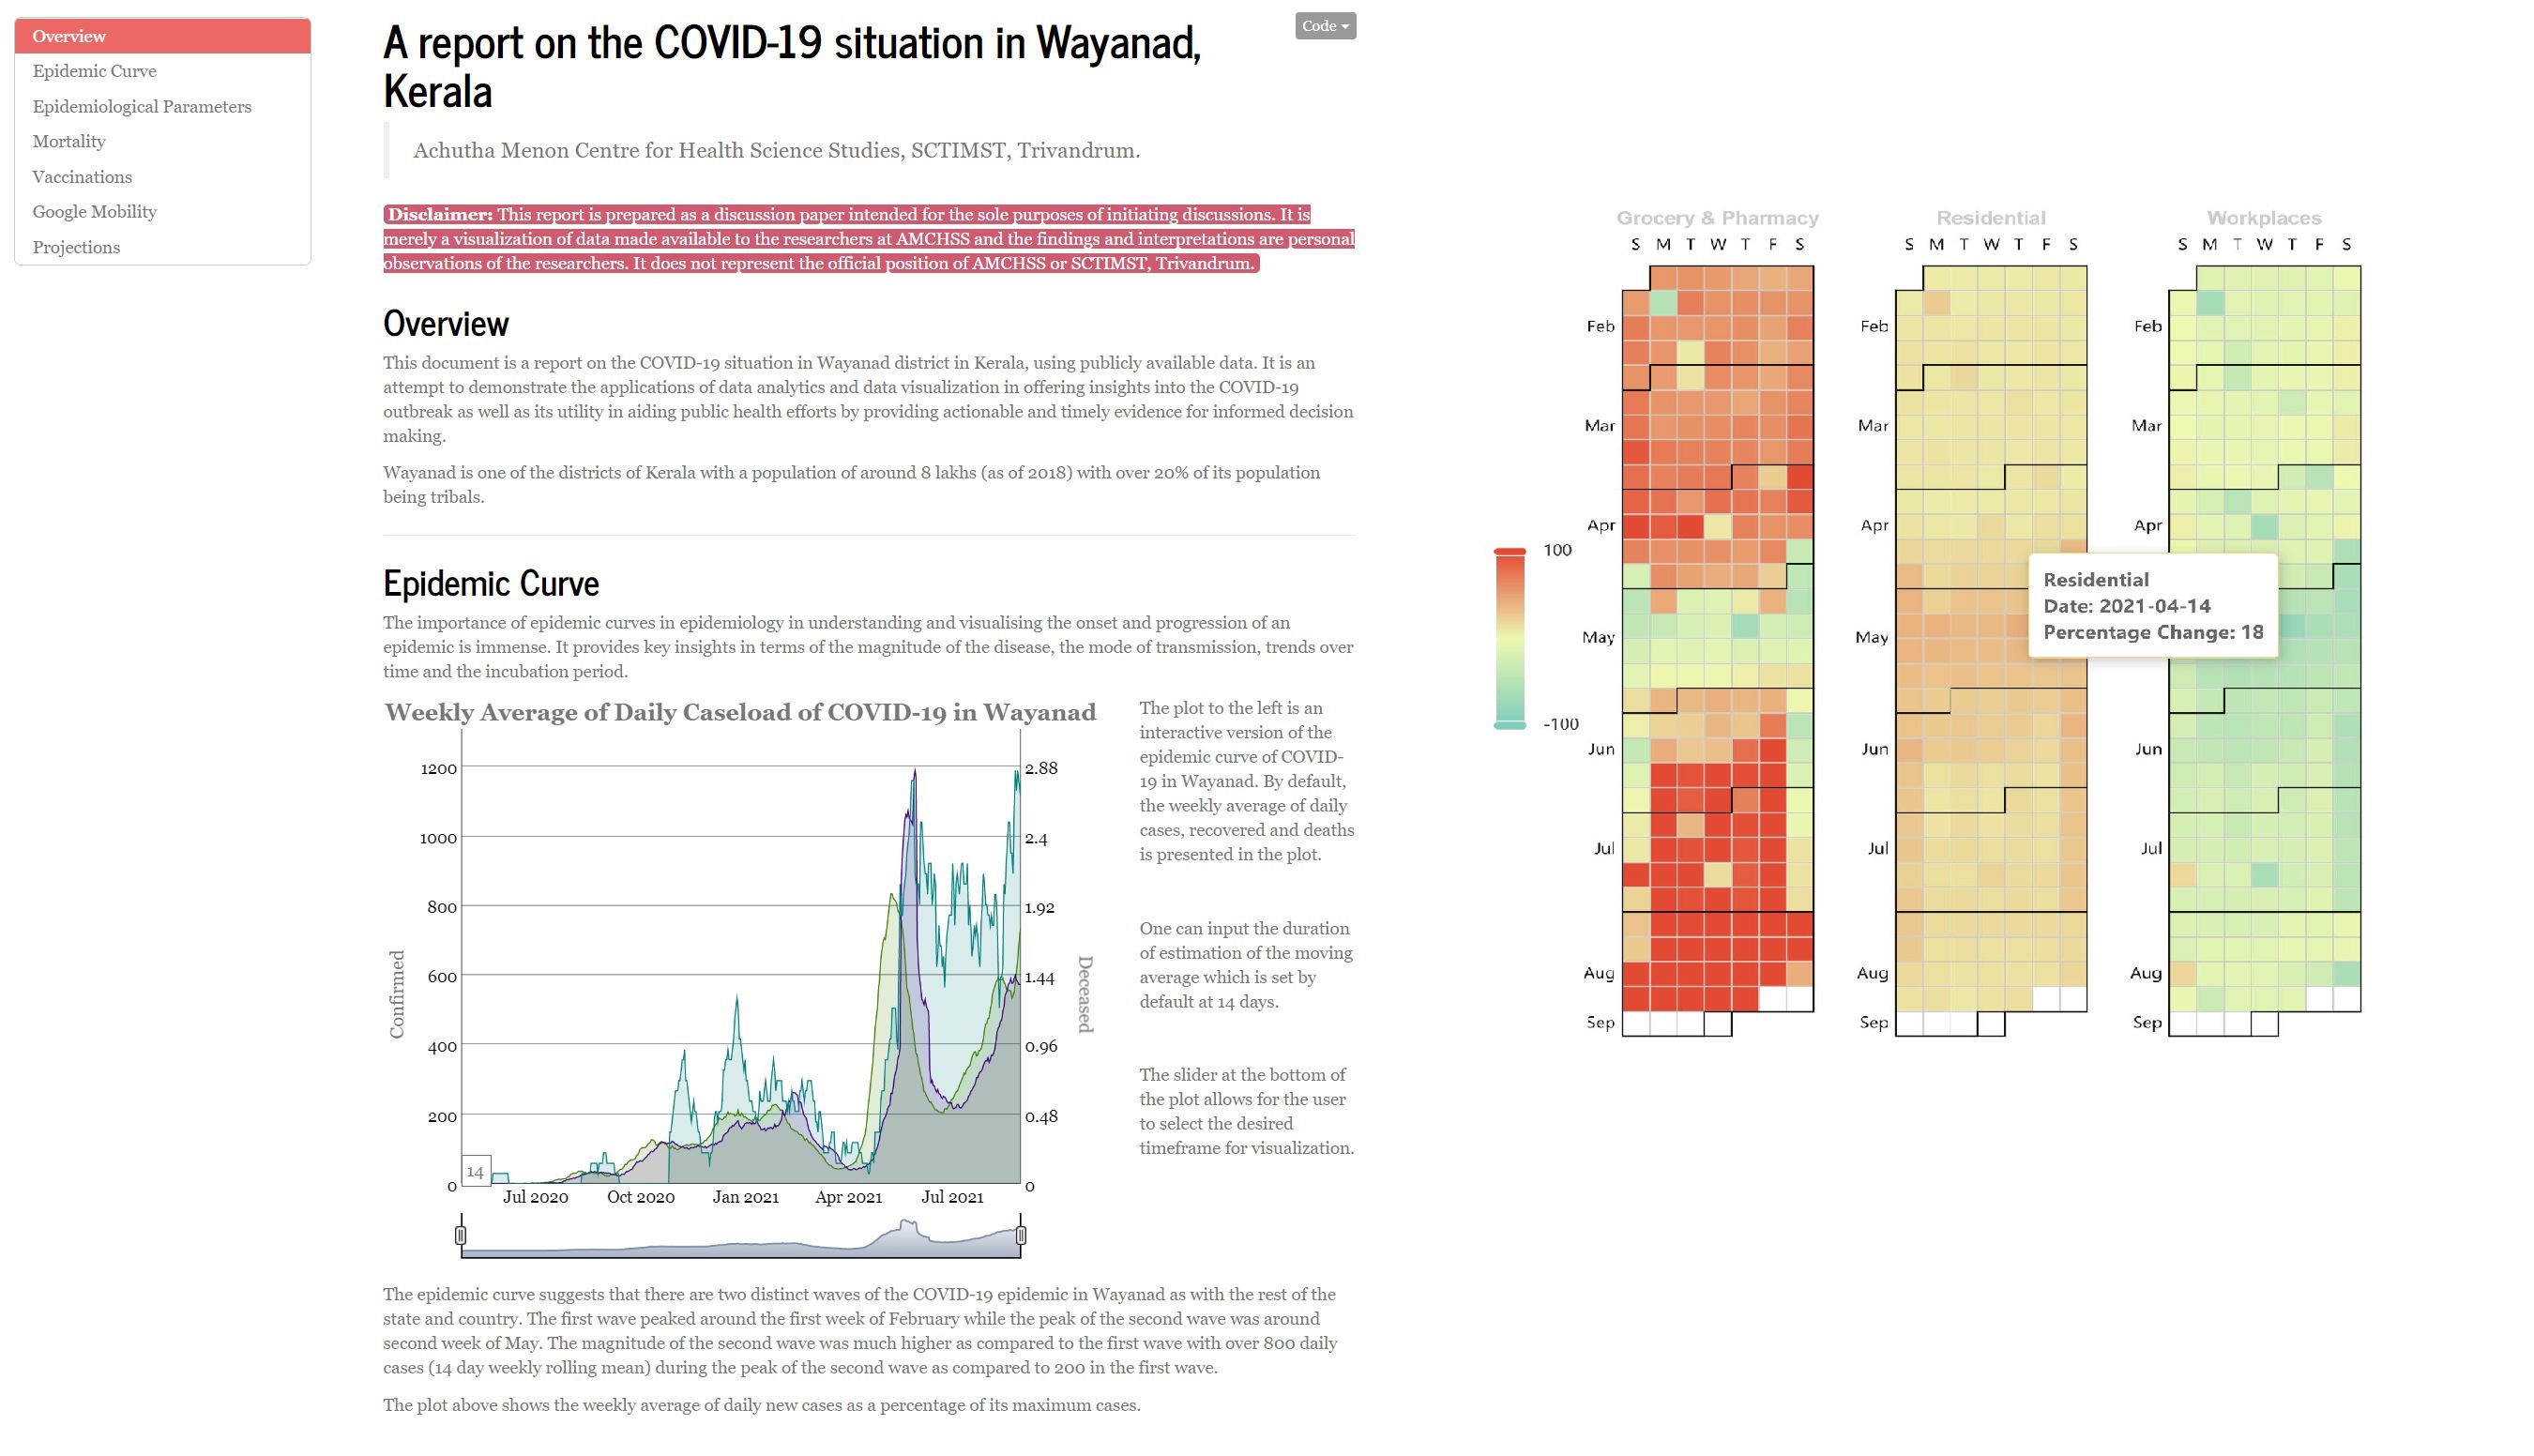 Overview
Epidemic Curve
Epidemiological Parameters
Mortality
Vaccinations
Google Mobility
Projections
Code
A report on the COVID-19 situation in Wayanad,
Kerala
Achutha Menon Centre for Health Science Studies, SCTIMST, Trivandrum.
Disclaimer: This report is prepared as a discussion paper intended for the sole purposes of initiating discussions. It is
merely a visualization of data made available to the researchers at AMCHSS and the findings and interpretations are personal
observations of the researchers. It does not represent the official position of AMCHSS or SCTIMST, Trivandrum.
Overview
This document is a report on the COVID-19 situation in Wayanad district in Kerala, using publicly available data. It is an
attempt to demonstrate the applications of data analytics and data visualization in offering insights into the COVID-19
outbreak as well as its utility in aiding public health efforts by providing actionable and timely evidence for informed decision
making.
Wayanad is one of the districts of Kerala with a population of around 8 lakhs (as of 2018) with over 20% of its population
being tribals.
Epidemic Curve
The importance of epidemic curves in epidemiology in understanding and visualising the onset and progression of an
epidemic is immense. It provides key insights in terms of the magnitude of the disease, the mode of transmission, trends over
time and the incubation period.
Weekly Average of Daily Caseload of COVID-19 in Wayanad
1200
1000
800
600
400
200
0
Confirmed
2.88
2.4
1.92
1.44
0.96
0.48
0
Deceased
14
Jul 2020 Oct 2020 Jan 2021 Apr 2021 Jul 2021
The plot to the left is an
interactive version of the
epidemic curve of COVID-
19 in Wayanad. By default,
the weekly average of daily
cases, recovered and deaths
is presented in the plot.
One can input the duration
of estimation of the moving
average which is set by
default at 14 days.
The slider at the bottom of
the plot allows for the user
to select the desired
timeframe for visualization.
The epidemic curve suggests that there are two distinct waves of the COVID-19 epidemic in Wayanad as with the rest of the
state and country. The first wave peaked around the first week of February while the peak of the second wave was around
second week of May. The magnitude of the second wave was much higher as compared to the first wave with over 800 daily
cases (14 day weekly rolling mean) during the peak of the second wave as compared to 200 in the first wave.
The plot above shows the weekly average of daily new cases as a percentage of its maximum cases.
100
-100
Grocery & Pharmacy
S M T W T F S
Feb
Mar
Apr
May
Jun
Jul
Aug
Sep
Residential
S M T W T F S
Feb
Mar
Apr
May
Jun
Jul
Aug
Sep
Workplaces
S M T W T F S
Feb
Mar
Apr
Jun
Jul
Aug
Sep
Residential
Date: 2021-04-14
Percentage Change: 18